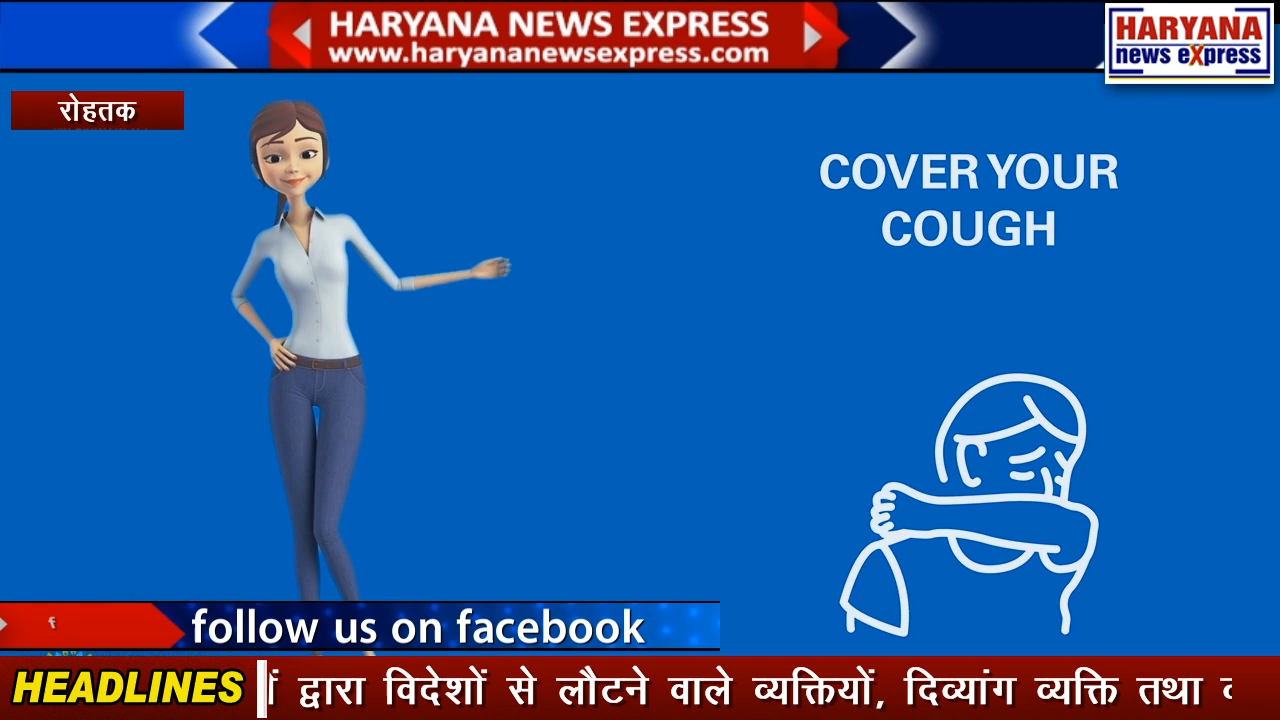 HARYANA NEWS EXPRESS
www.haryananewsexpress.com
HARYANA
news eXpress
रोहतक
COVER YOUR
COUGH
f
follow us on facebook
HEADLINES
द्वारा विदेशों से लौटने वाले व्यक्तियों, दिव्यांग व्यक्ति तथा